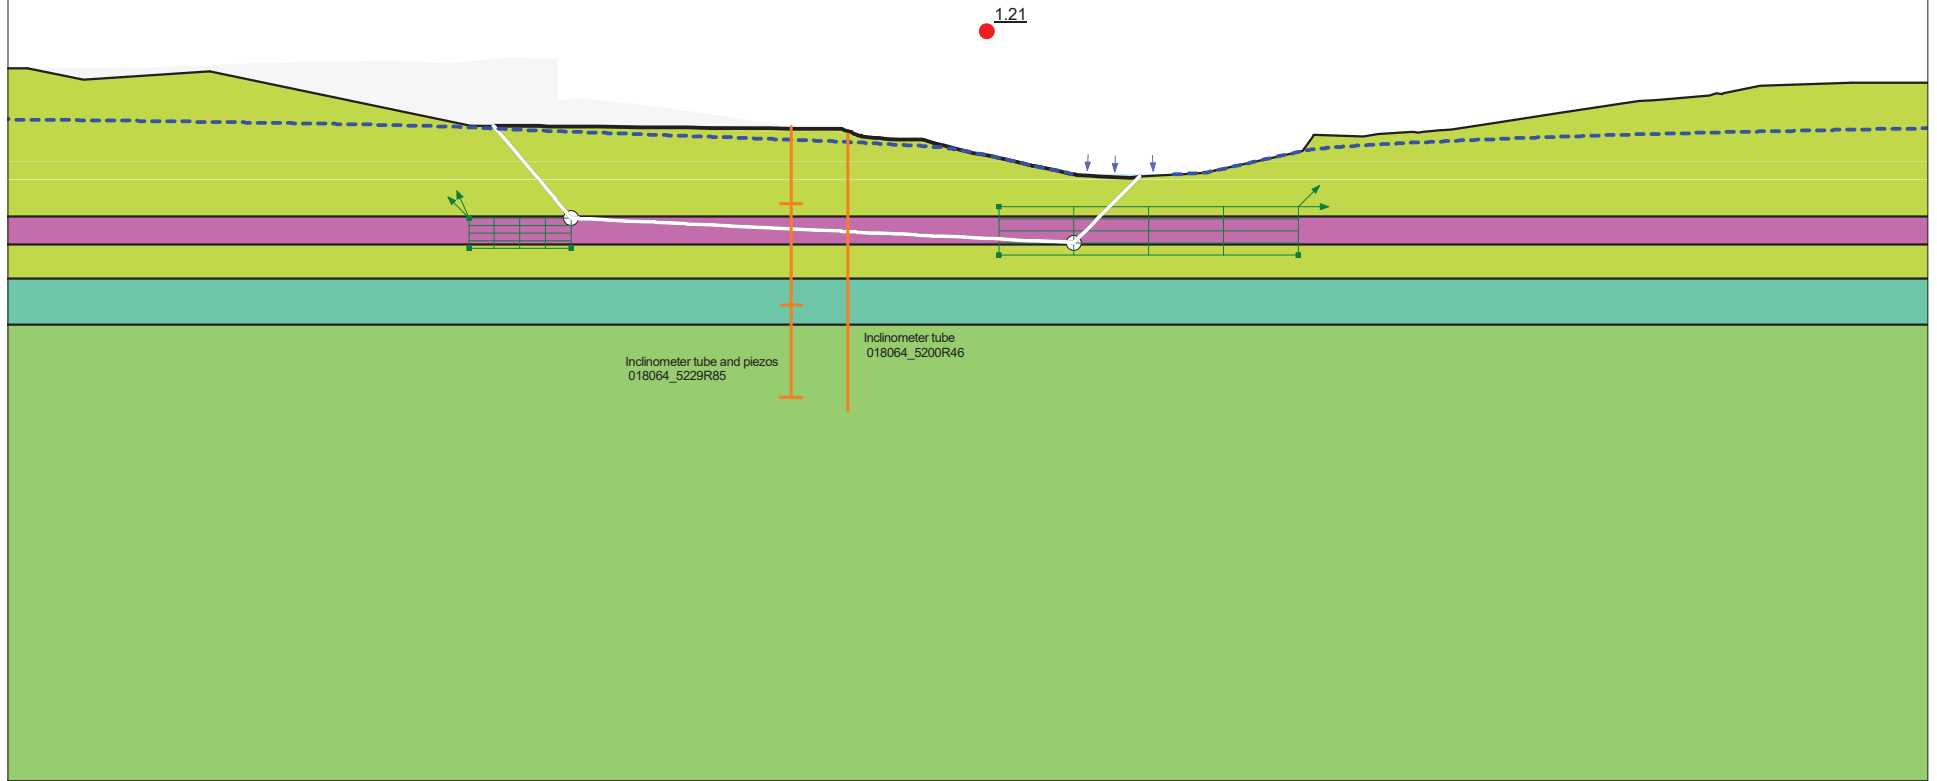 1.21
Inclinometer tube
018064_5200R46
Inclinometer tube and piezos
018064_5229R85